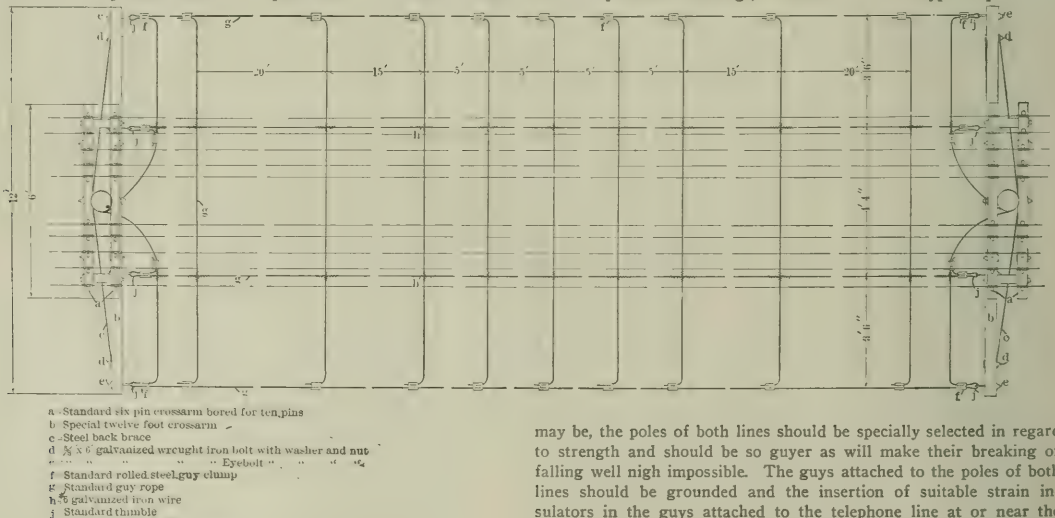 e
j f
g
f'
f' j
e
d
d
20'
15'
5'
5'
5'
5'
15'
20'
3' 6"
j
h
j
12'
6'
g
4' 4"
j
g
h
j
a
a
b
b
c
c
3' 6"
d
d
e
j f
g
f' j
e
a - Standard six pin crossarm bored for ten pins
b Special twelve foot crossarm
c - Steel back brace
d ⅝ x 6 galvanized wrought iron bolt with washer and nut
" " " " " Eyebolt " " " "
f Standard rolled steel guy clamp
g Standard guy rope
h 6 galvanized iron wire
j Standard thimble
may be, the poles of both lines should be specially selected in regard
to strength and should be so guyer as will make their breaking or
falling well nigh impossible. The guys attached to the poles of both
lines should be grounded and the insertion of suitable strain in-
sulators in the guys attached to the telephone line at or near the